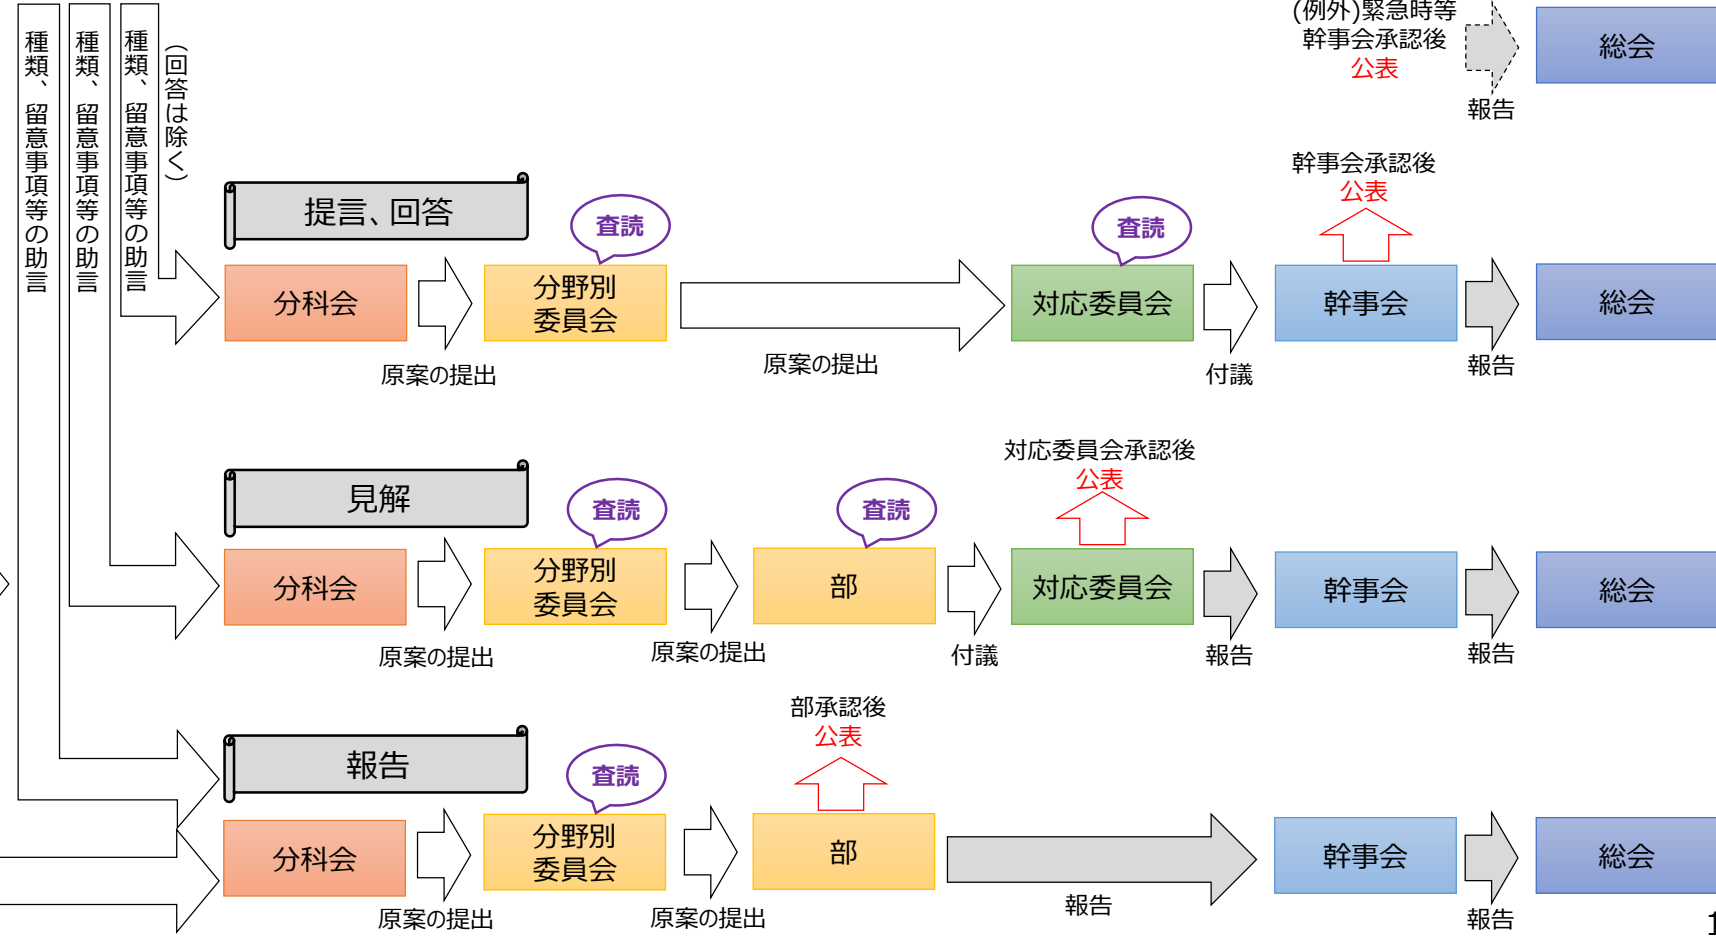 種類、留意事項等の助言
種類、留意事項等の助言
種類、留意事項等の助言
（回答は除く）
(例外)緊急時等
幹事会承認後
公表
報告
総会
提言、回答
査読
査読
幹事会承認後
公表
分科会
原案の提出
分野別
委員会
原案の提出
対応委員会
付議
幹事会
報告
総会
見解
査読
査読
対応委員会承認後
公表
分科会
原案の提出
分野別
委員会
原案の提出
部
付議
対応委員会
報告
幹事会
報告
総会
報告
査読
部承認後
公表
分科会
原案の提出
分野別
委員会
原案の提出
部
報告
幹事会
報告
総会